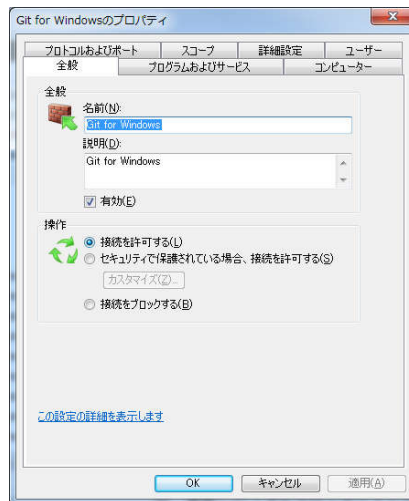 Git for Windowsのプロパティ
プロトコルおよびポート スコープ 詳細設定 ユーザー
全般 プログラムおよびサービス コンピューター
全般
名前(N):
Git for Windows
説明(D):
Git for Windows
有効(E)
操作
接続を許可する(L)
セキュリティで保護されている場合、接続を許可する(S)
カスタマイズ(Z)...
接続をブロックする(B)
この設定の詳細を表示します
OK キャンセル 適用(A)